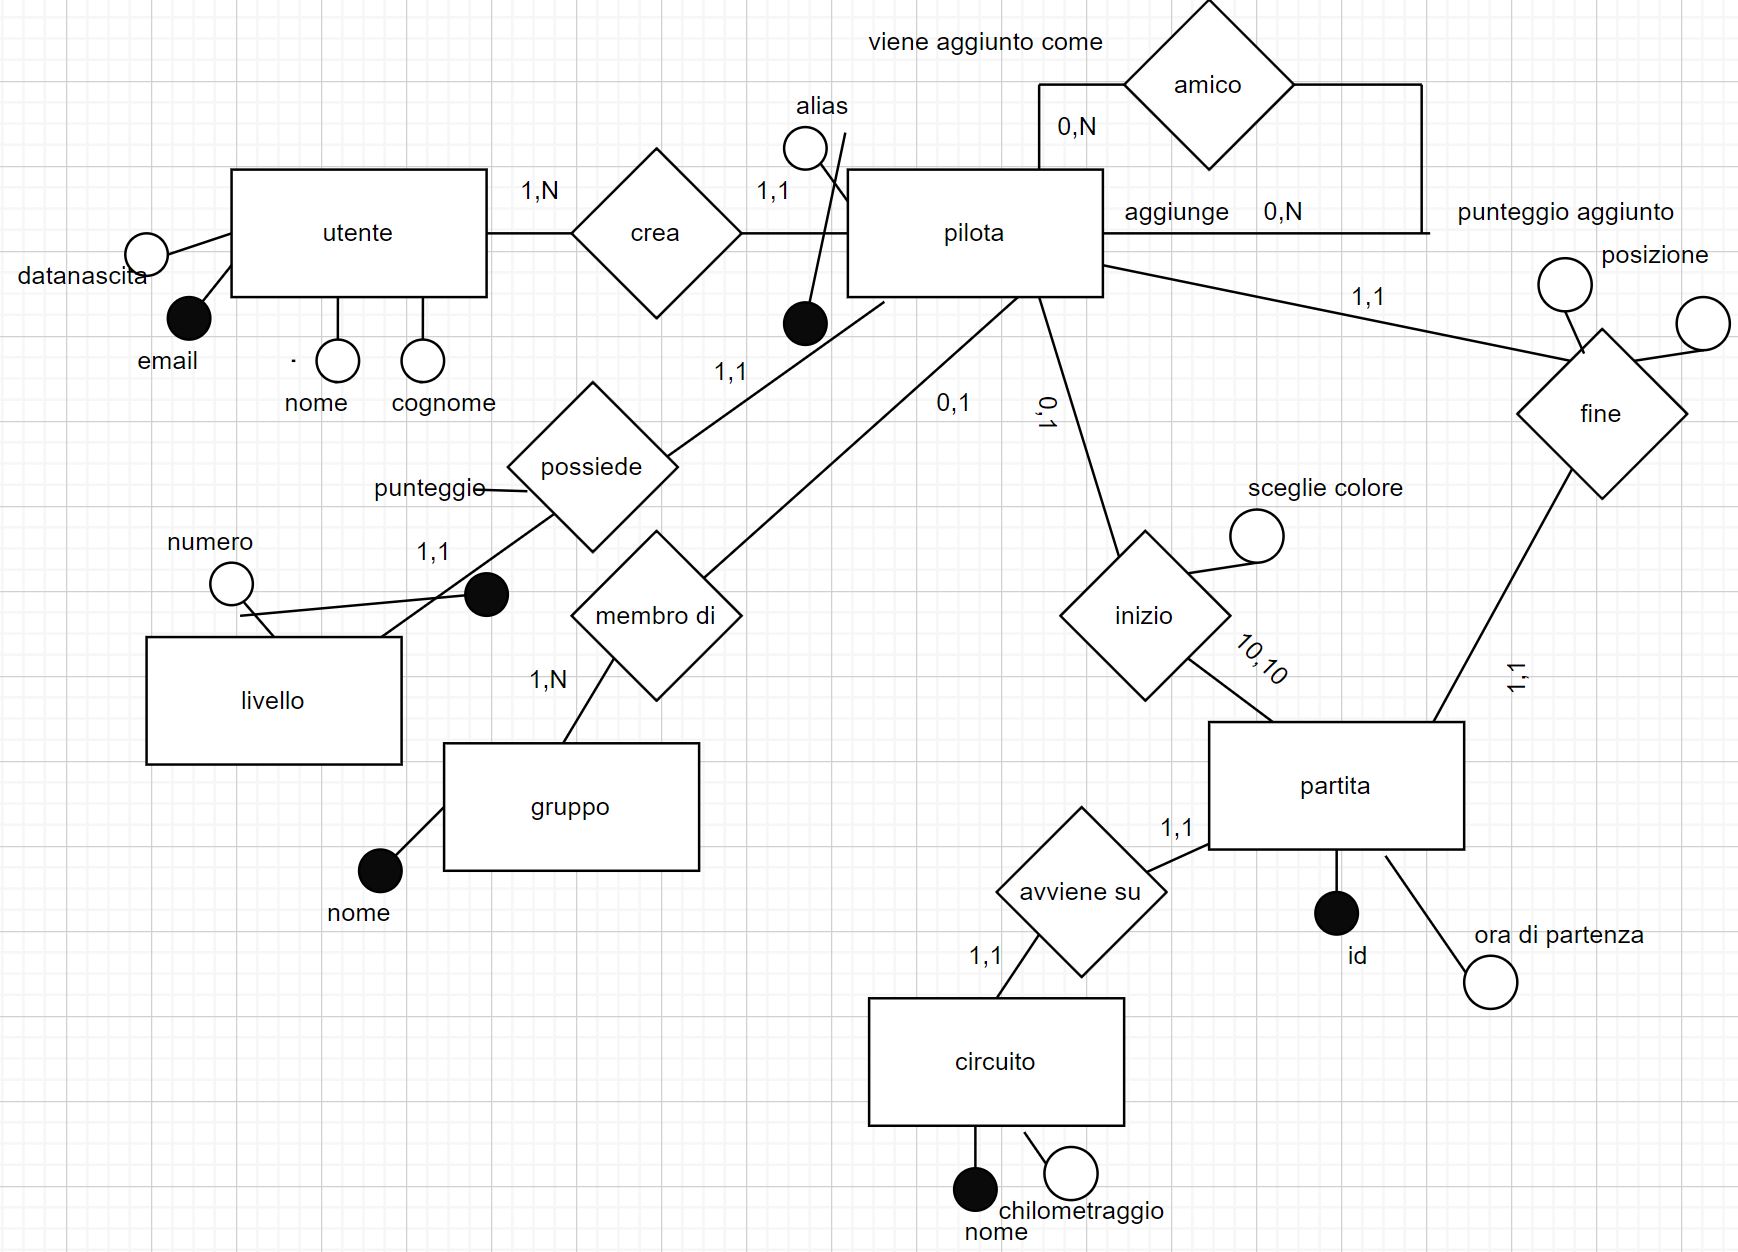 viene aggiunto come
amico
alias
0,N
1,N
1,1
utente
crea
pilota
aggiunge
0,N
punteggio aggiunto
posizione
datanascita
1,1
email
nome
cognome
1,1
0,1
0,1
fine
possiede
punteggio
sceglie colore
numero
1,1
membro di
inizio
10,10
1,N
1,1
livello
partita
gruppo
1,1
avviene su
nome
ora di partenza
1,1
id
circuito
chilometraggio
nome